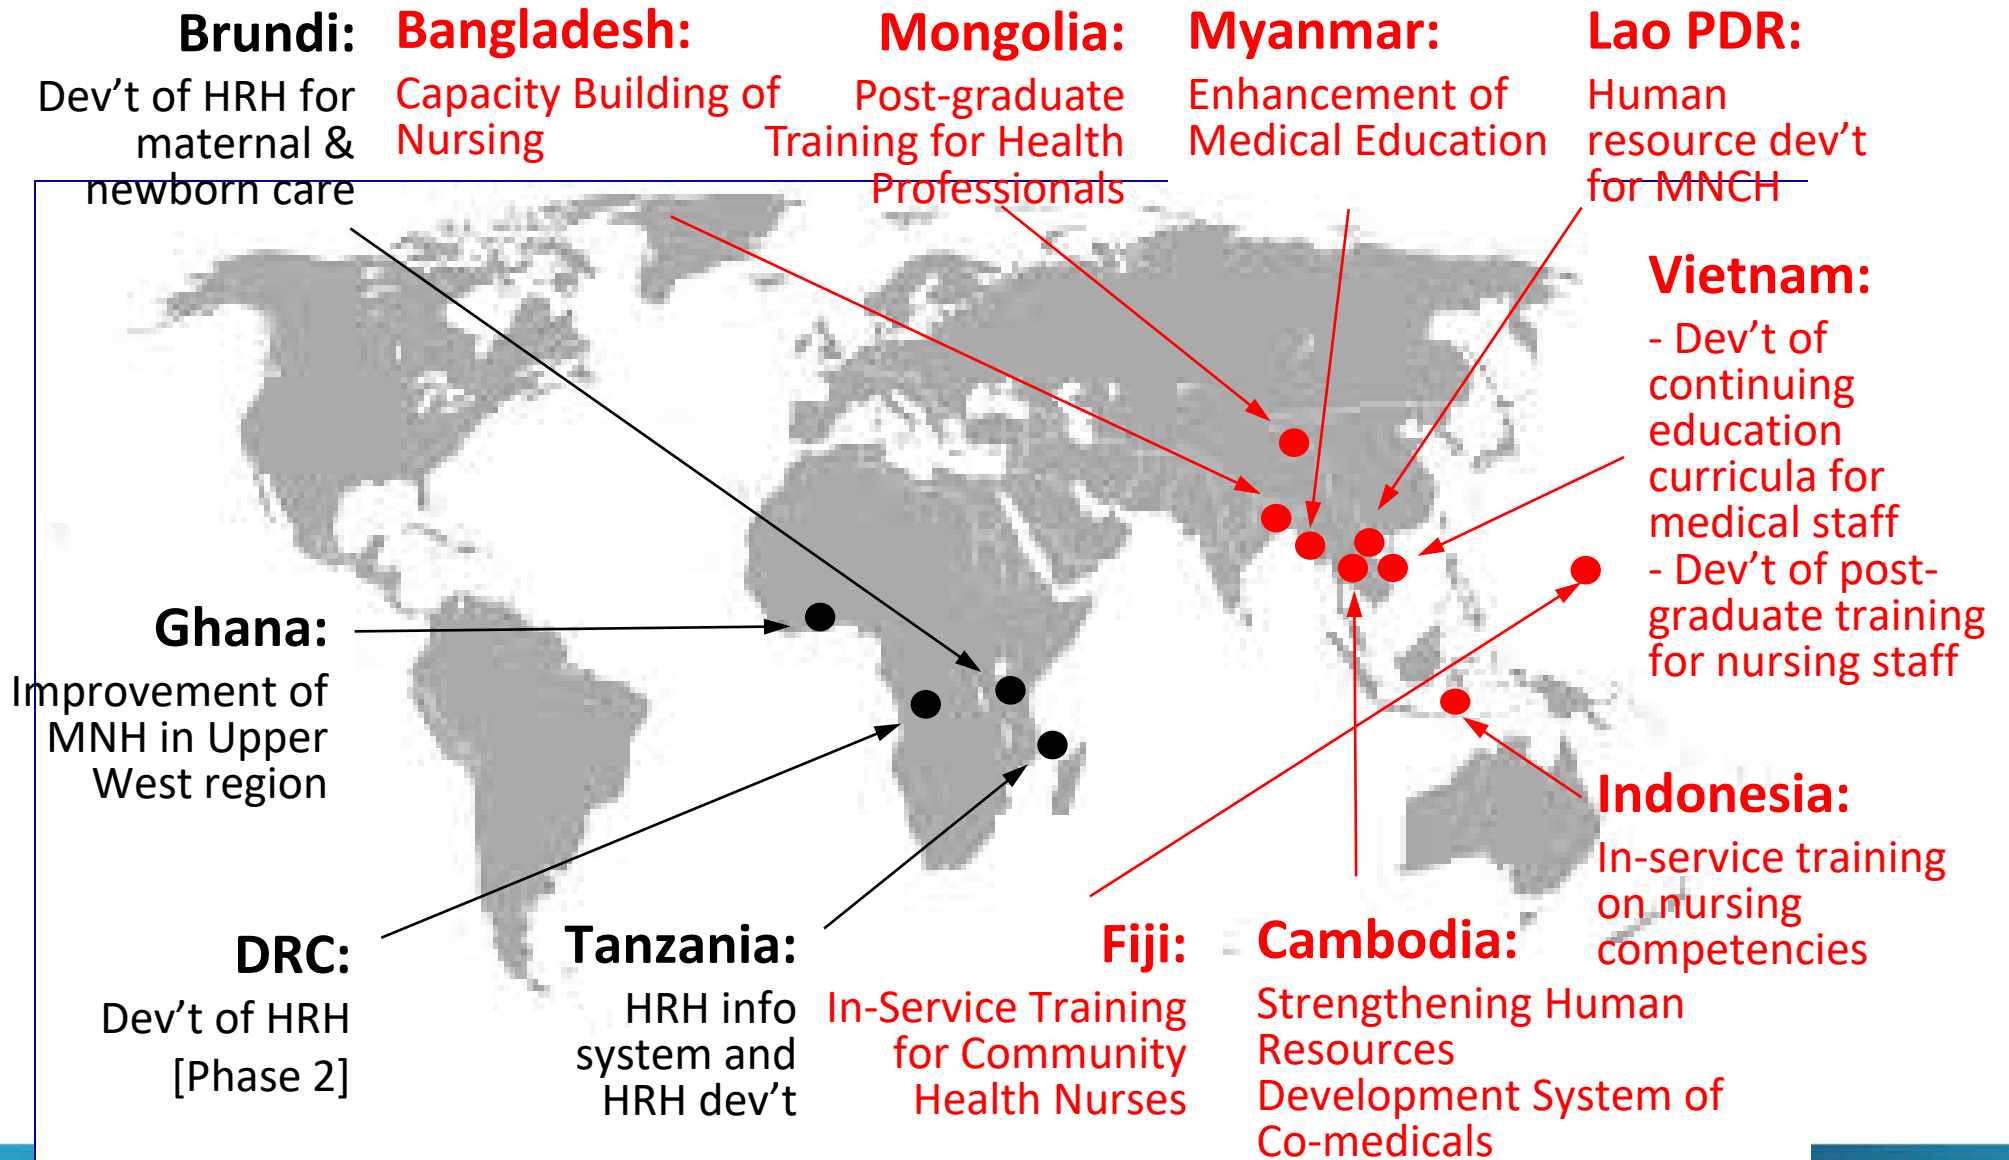 Brundi:
Dev't of HRH for
maternal &
newborn care
Bangladesh:
Capacity Building of
Nursing
Mongolia:
Post-graduate
Training for Health
Professionals
Myanmar:
Enhancement of
Medical Education
Lao PDR:
Human
resource dev't
for MNCH
Vietnam:
- Dev't of
continuing
education
curricula for
medical staff
- Dev't of post-
graduate training
for nursing staff
Ghana:
Improvement of
MNH in Upper
West region
Indonesia:
In-service training
on nursing
competencies
DRC:
Dev't of HRH
[Phase 2]
Tanzania:
HRH info
system and
HRH dev't
Fiji:
In-Service Training
for Community
Health Nurses
Cambodia:
Strengthening Human
Resources
Development System of
Co-medicals